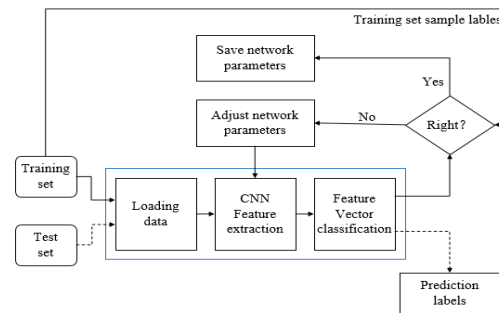 Training set sample lables
Save network
parameters
Yes
Adjust network
parameters
No
Right?
Training
set
Loading
data
CNN
Feature
extraction
Feature
Vector
classification
Test
set
Prediction
labels